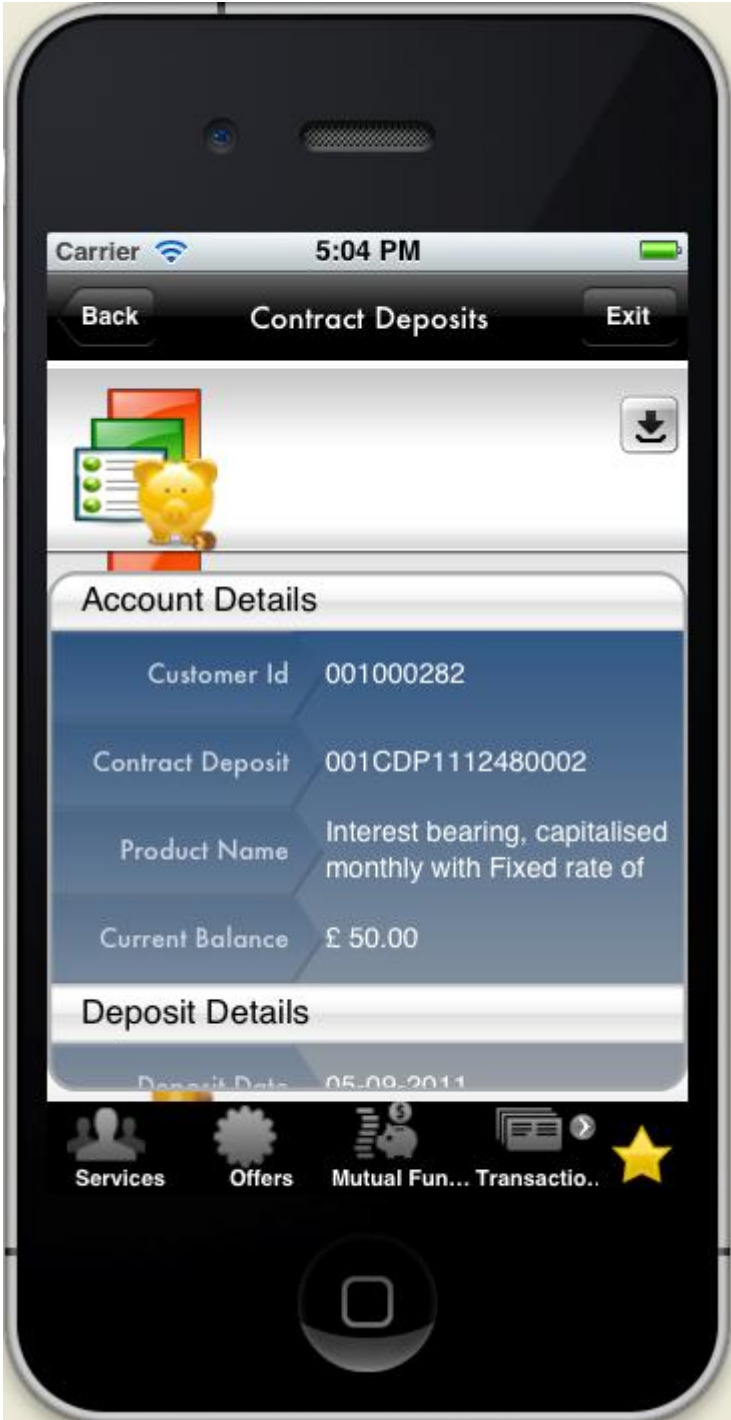 Carrier 5:04 PM
Back Contract Deposits Exit
Account Details
Customer Id 001000282
Contract Deposit 001CDP1112480002
Product Name Interest bearing, capitalised
monthly with Fixed rate of
Current Balance £ 50.00
Deposit Details
Deposit Date 05-09-2011
Services Offers Mutual Fun... Transactio..